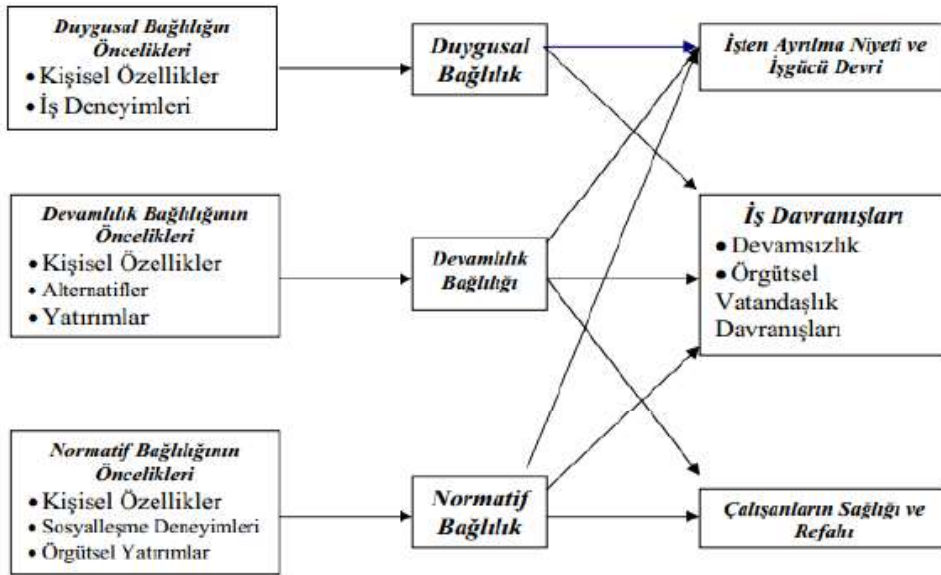 Duygusal Bağlılığın
Öncelikleri
• Kişisel Özellikler
• İş Deneyimleri
Duygusal
Bağlılık
İşten Ayrılma Niyeti ve
İşgücü Devri
Devamlılık Bağlılığının
Öncelikleri
• Kişisel Özellikler
• Alternatifler
• Yatırımlar
Devamlılık
Bağlılığı
İş Davranışları
• Devamsızlık
• Örgütsel
Vatandaşlık
Davranışları
Normatif Bağlılığının
Öncelikleri
• Kişisel Özellikler
• Sosyalleşme Deneyimleri
• Örgütsel Yatırımlar
Normatif
Bağlılık
Çalışanların Sağlığı ve
Refahı